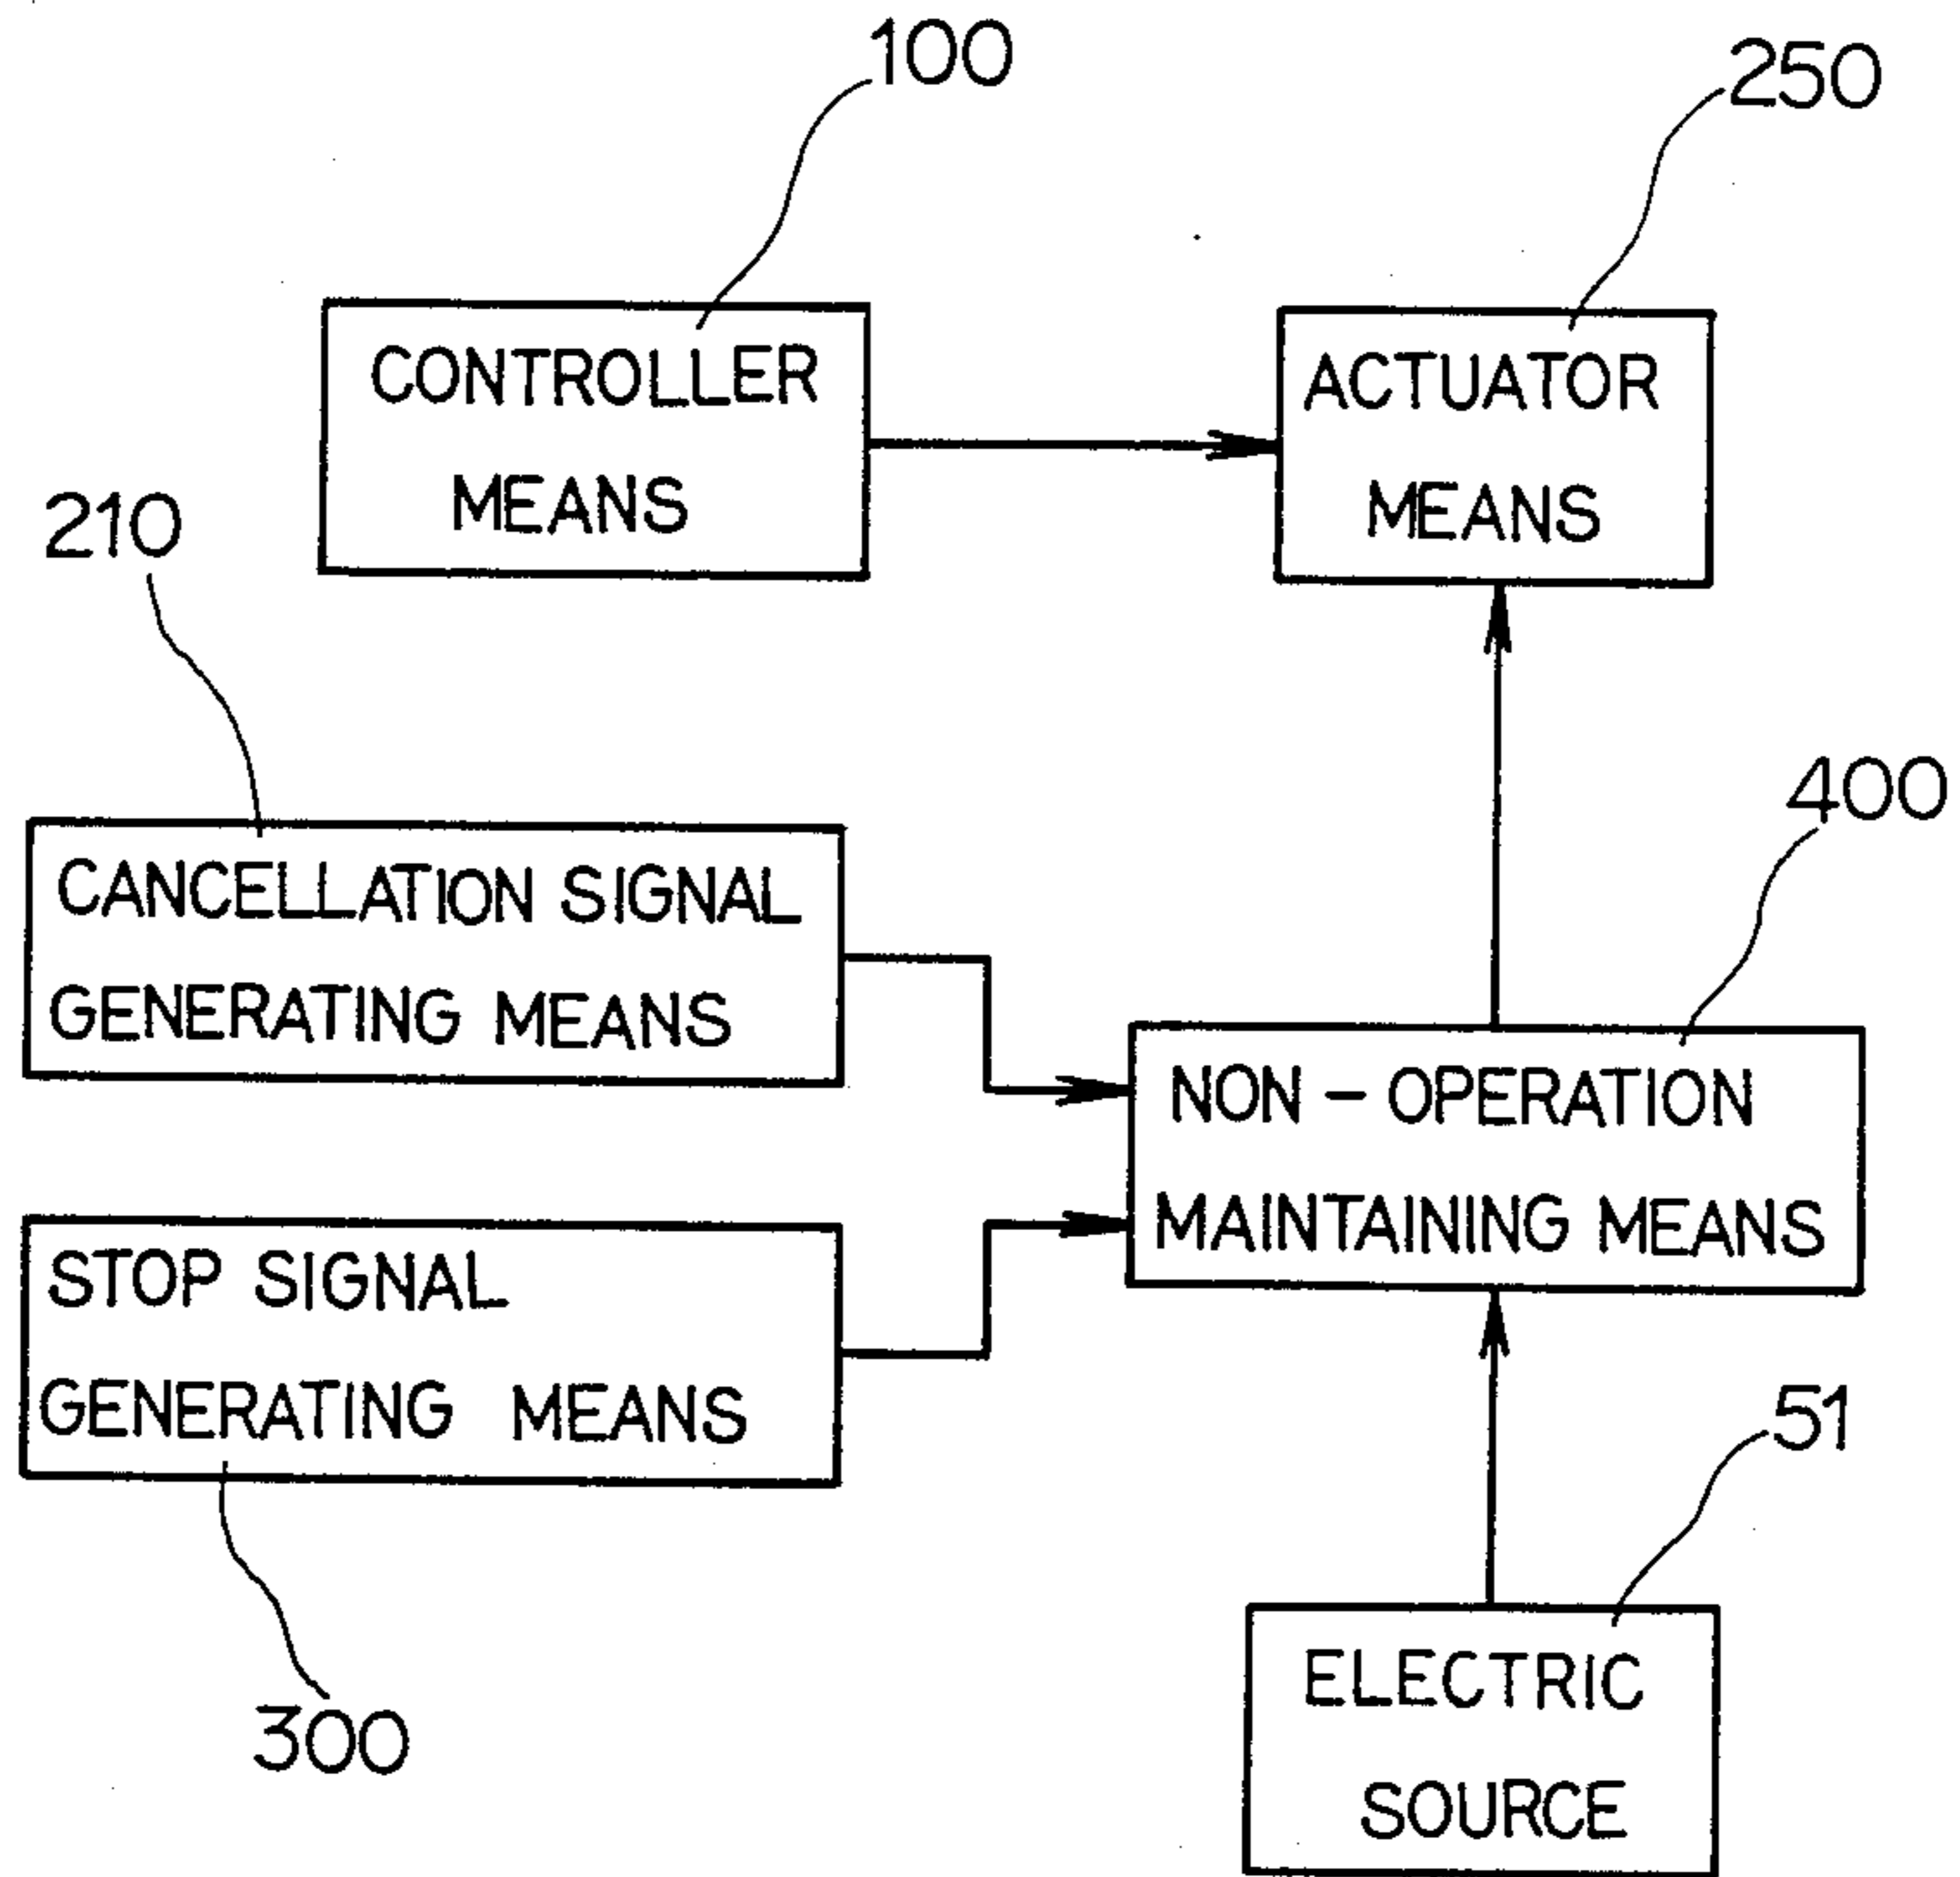 100
250
CONTROLLER
MEANS
ACTUATOR
MEANS
210
400
CANCELLATION SIGNAL
GENERATING MEANS
NON-OPERATION
MAINTAINING MEANS
STOP SIGNAL
GENERATING MEANS
51
300
ELECTRIC
SOURCE